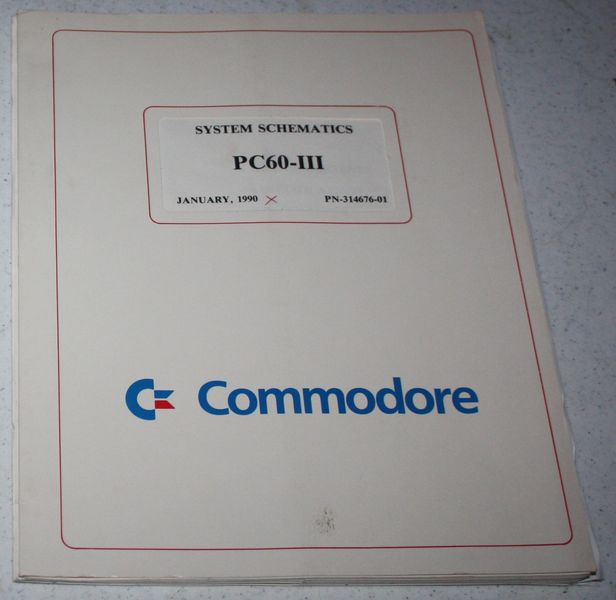 SYSTEM SCHEMATICS
PC60-III
JANUARY, 1990 PN-314676-01
Commodore